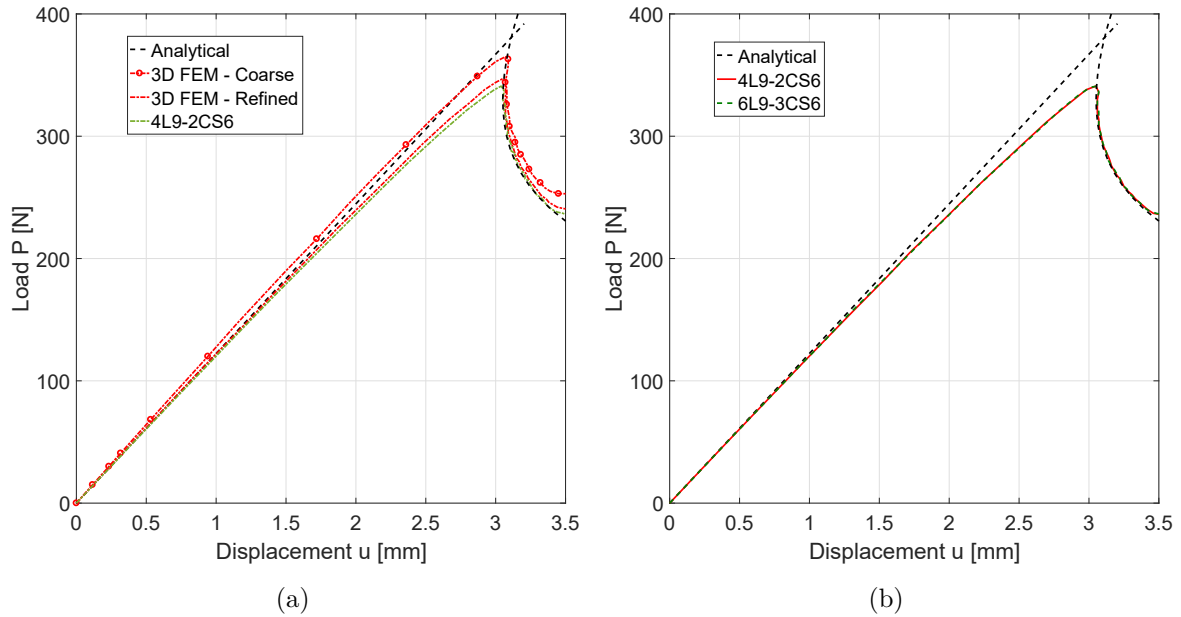 400
300
200
100
0
Load P [N]
Analytical
3D FEM - Coarse
3D FEM - Refined
4L9-2CS6
0 0.5 1 1.5 2 2.5 3 3.5
Displacement u [mm]
(a)
400
300
200
100
0
Load P [N]
Analytical
4L9-2CS6
6L9-3CS6
0 0.5 1 1.5 2 2.5 3 3.5
Displacement u [mm]
(b)